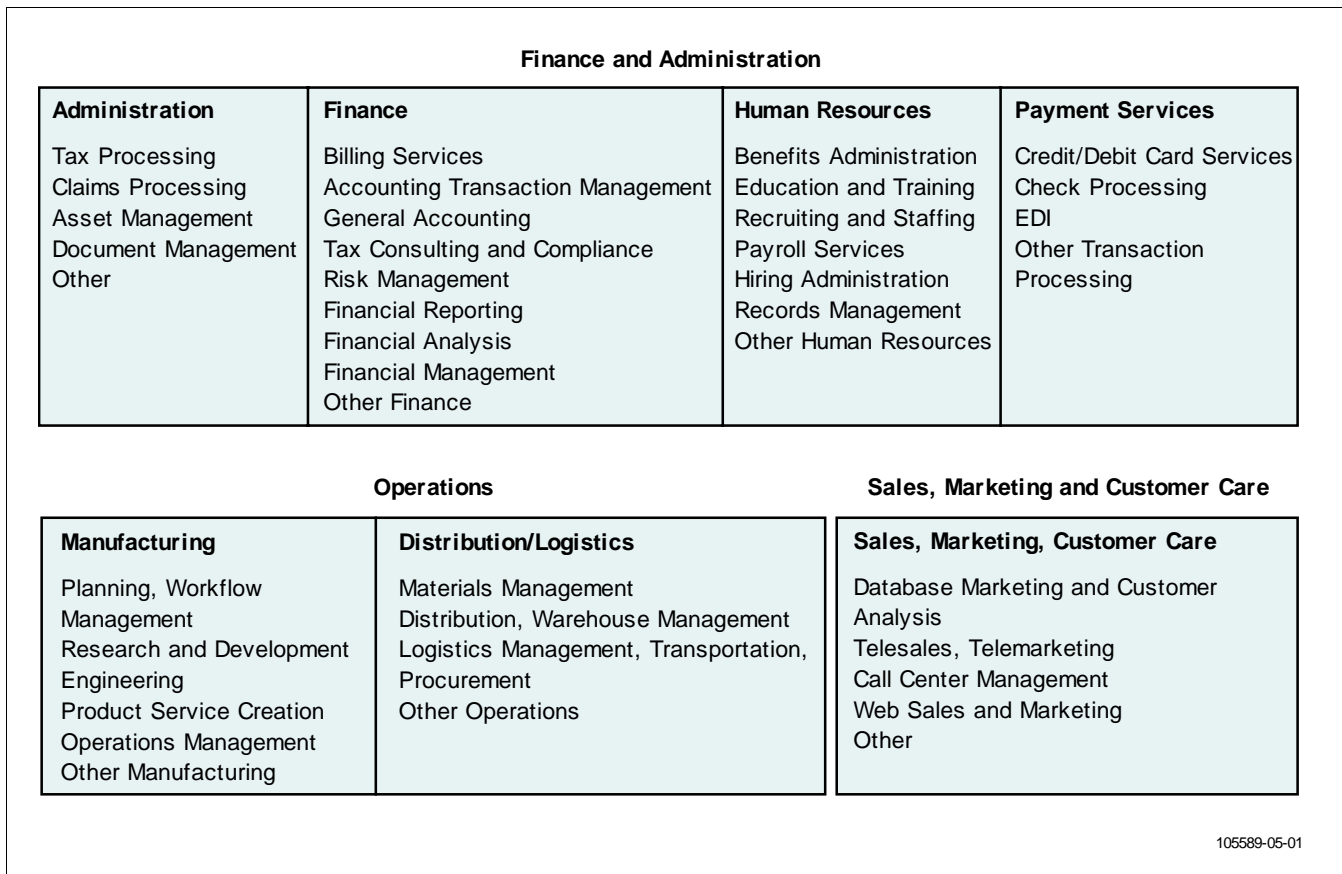 Finance and Administration
Administration
Tax Processing
Claims Processing
Asset Management
Document Management
Other
Finance
Billing Services
Accounting Transaction Management
General Accounting
Tax Consulting and Compliance
Risk Management
Financial Reporting
Financial Analysis
Financial Management
Other Finance
Human Resources
Benefits Administration
Education and Training
Recruiting and Staffing
Payroll Services
Hiring Administration
Records Management
Other Human Resources
Payment Services
Credit/Debit Card Services
Check Processing
EDI
Other Transaction
Processing
Operations
Manufacturing
Planning, Workflow
Management
Research and Development
Engineering
Product Service Creation
Operations Management
Other Manufacturing
Distribution/Logistics
Materials Management
Distribution, Warehouse Management
Logistics Management, Transportation,
Procurement
Other Operations
Sales, Marketing and Customer Care
Sales, Marketing, Customer Care
Database Marketing and Customer
Analysis
Telesales, Telemarketing
Call Center Management
Web Sales and Marketing
Other
105589-05-01